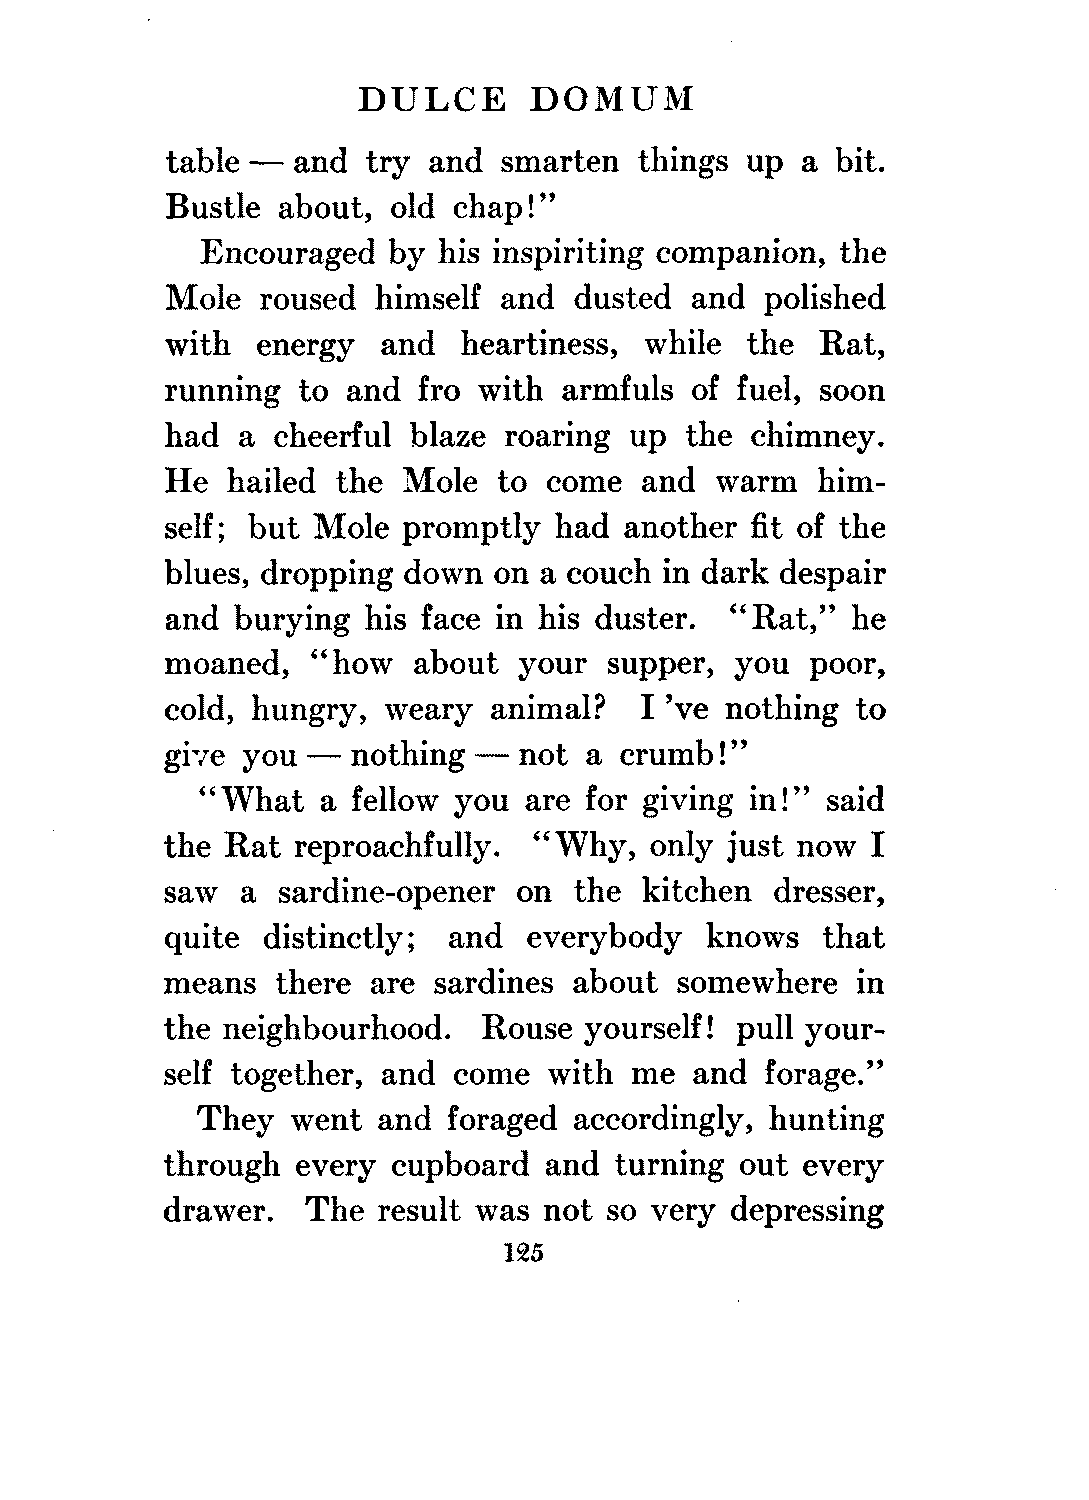 DULCE DOMUM
table — and try and smarten things up a bit.
Bustle about, old chap!”
Encouraged by his inspiriting companion, the
Mole roused himself and dusted and polished
with energy and heartiness, while the Rat,
running to and fro with armfuls of fuel, soon
had a cheerful blaze roaring up the chimney.
He hailed the Mole to come and warm him-
self; but Mole promptly had another fit of the
blues, dropping down on a couch in dark despair
and burying his face in his duster. “Rat,” he
moaned, “how about your supper, you poor,
cold, hungry, weary animal? I 've nothing to
give you — nothing — not a crumb!”
“What a fellow you are for giving in!” said
the Rat reproachfully. “Why, only just now I
saw a sardine-opener on the kitchen dresser,
quite distinctly; and everybody knows that
means there are sardines about somewhere in
the neighbourhood. Rouse yourself! pull your-
self together, and come with me and forage.”
They went and foraged accordingly, hunting
through every cupboard and turning out every
drawer. The result was not so very depressing
125